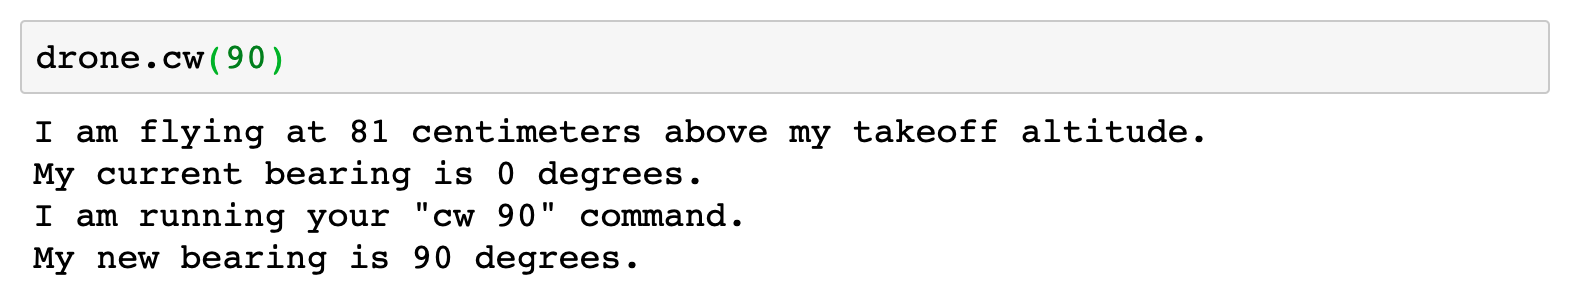 drone.cw(90)
I am flying at 81 centimeters above my takeoff altitude.
My current bearing is 0 degrees.
I am running your "cw 90" command.
My new bearing is 90 degrees.